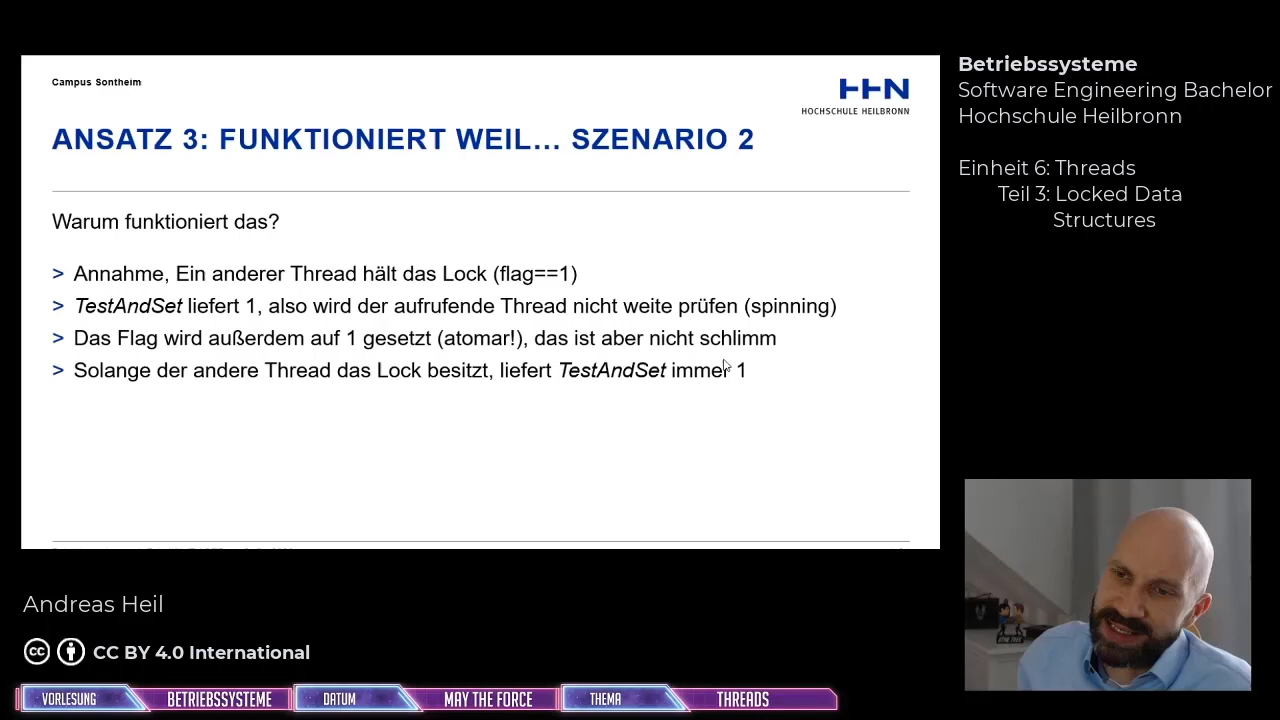 Campus Sontheim
HHN
HOCHSCHULE HEILBRONN
ANSATZ 3: FUNKTIONIERT WEIL... SZENARIO 2
Warum funktioniert das?
> Annahme, Ein anderer Thread hält das Lock (flag==1)
> TestAndSet liefert 1, also wird der aufrufende Thread nicht weite prüfen (spinning)
> Das Flag wird außerdem auf 1 gesetzt (atomar!), das ist aber nicht schlimm
> Solange der andere Thread das Lock besitzt, liefert TestAndSet immer 1
Betriebssysteme
Software Engineering Bachelor
Hochschule Heilbronn
Einheit 6: Threads
Teil 3: Locked Data
Structures
STAR TREK
Andreas Heil
cc CC BY 4.0 International
VORLESUNG BETRIEBSSYSTEME DATUM MAY THE FORCE THEMA THREADS